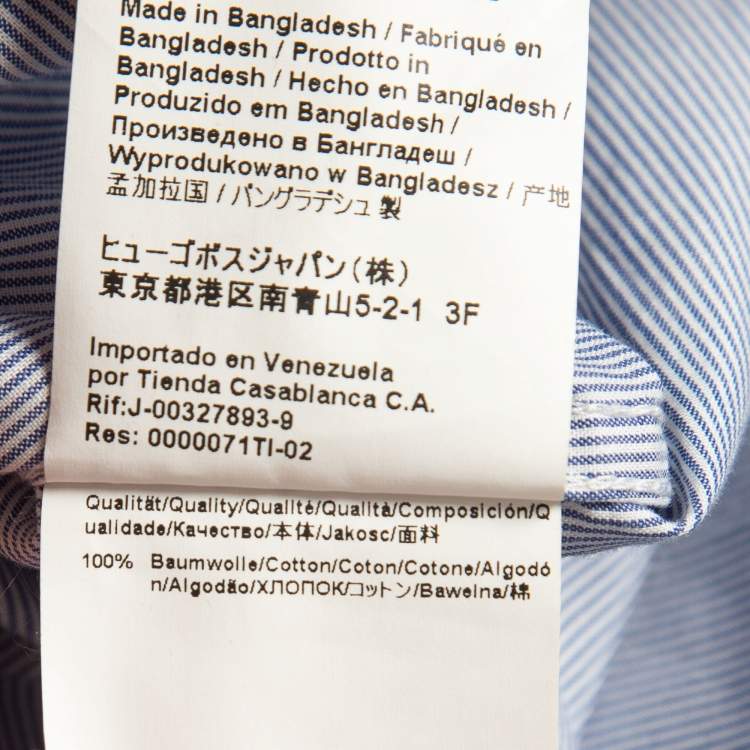 Made in Bangladesh / Fabriqué en
Bangladesh / Prodotto in
Bangladesh / Hecho en Bangladesh /
Produzido em Bangladesh /
Произведено в Бангладеш /
Wyprodukowano w Bangladesz / 产地
孟加拉国 / バングラデシュ 製
ヒューゴボスジャパン(株)
東京都港区南青山5-2-1 3F
Importado en Venezuela
por Tienda Casablanca C.A.
Rif:J-00327893-9
Res: 0000071TI-02
Qualität/Quality/Qualité/Qualità/Composición/Q
ualidade/Качество/本体/Jakosc/面料
100% Baumwolle/Cotton/Coton/Cotone/Algodó
n/Algodão/ХЛОПОК/コットン/Bawelna/棉